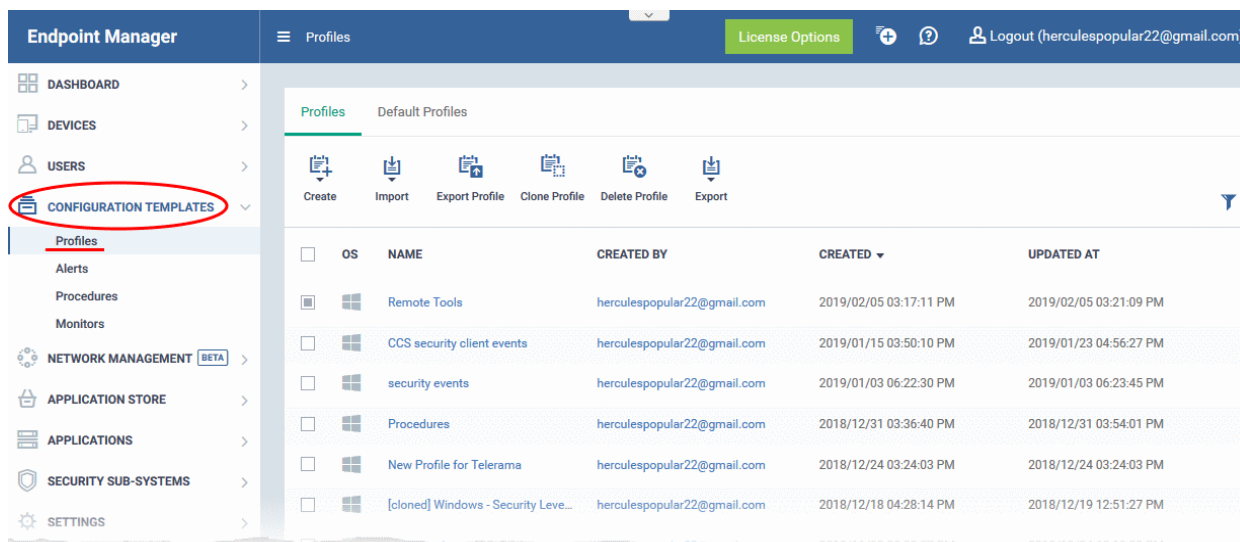 Endpoint Manager
Profiles
License Options
Logout (herculespopular22@gmail.com)
DASHBOARD
DEVICES
USERS
CONFIGURATION TEMPLATES
Profiles
Alerts
Procedures
Monitors
NETWORK MANAGEMENT BETA
APPLICATION STORE
APPLICATIONS
SECURITY SUB-SYSTEMS
SETTINGS
Profiles Default Profiles
Create Import Export Profile Clone Profile Delete Profile Export
OS NAME CREATED BY CREATED UPDATED AT
Remote Tools herculespopular22@gmail.com 2019/02/05 03:17:11 PM 2019/02/05 03:21:09 PM
CCS security client events herculespopular22@gmail.com 2019/01/15 03:50:10 PM 2019/01/23 04:56:27 PM
security events herculespopular22@gmail.com 2019/01/03 06:22:30 PM 2019/01/03 06:23:45 PM
Procedures herculespopular22@gmail.com 2018/12/31 03:36:40 PM 2018/12/31 03:54:01 PM
New Profile for Telerama herculespopular22@gmail.com 2018/12/24 03:24:03 PM 2018/12/24 03:24:03 PM
[cloned] Windows - Security Leve... herculespopular22@gmail.com 2018/12/18 04:28:14 PM 2018/12/19 12:51:27 PM